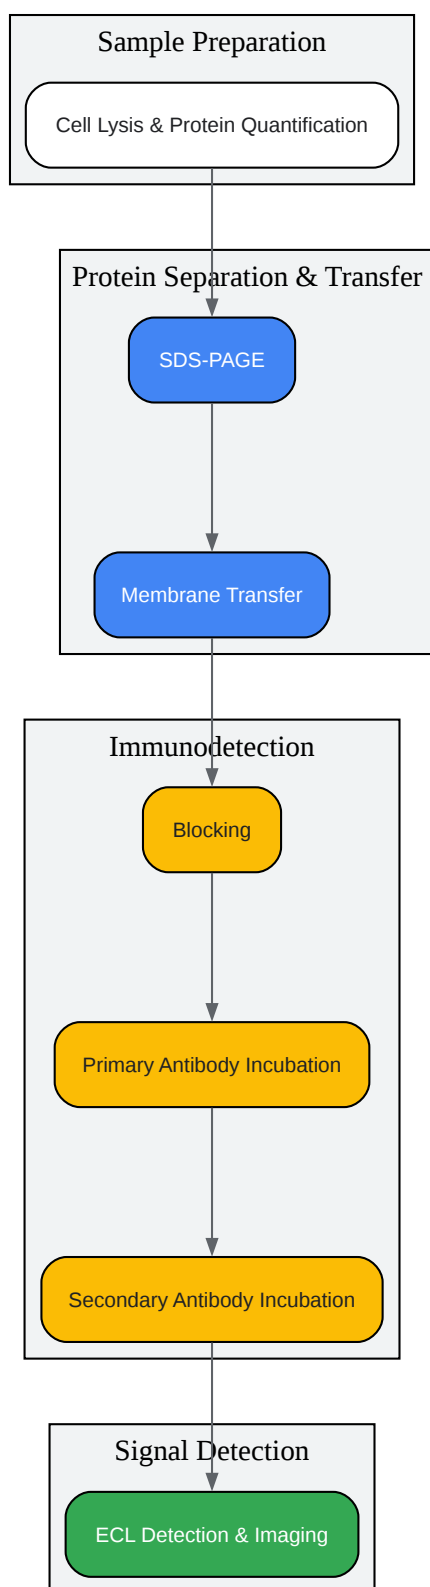 Sample Preparation
Cell Lysis & Protein Quantification
Protein Separation & Transfer
SDS-PAGE
Membrane Transfer
Immunodetection
Blocking
Primary Antibody Incubation
Secondary Antibody Incubation
Signal Detection
ECL Detection & Imaging